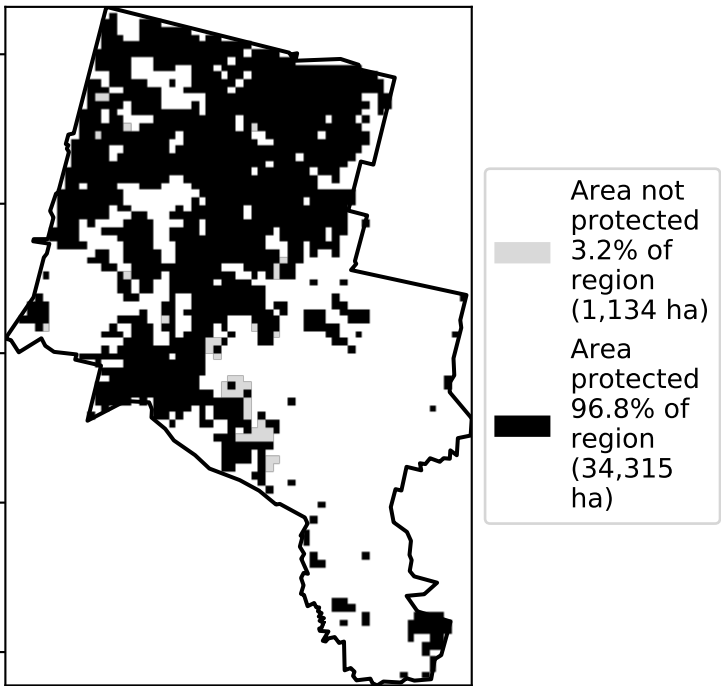 Area not
protected
3.2% of
region
(1,134 ha)
Area
protected
96.8% of
region
(34,315
ha)